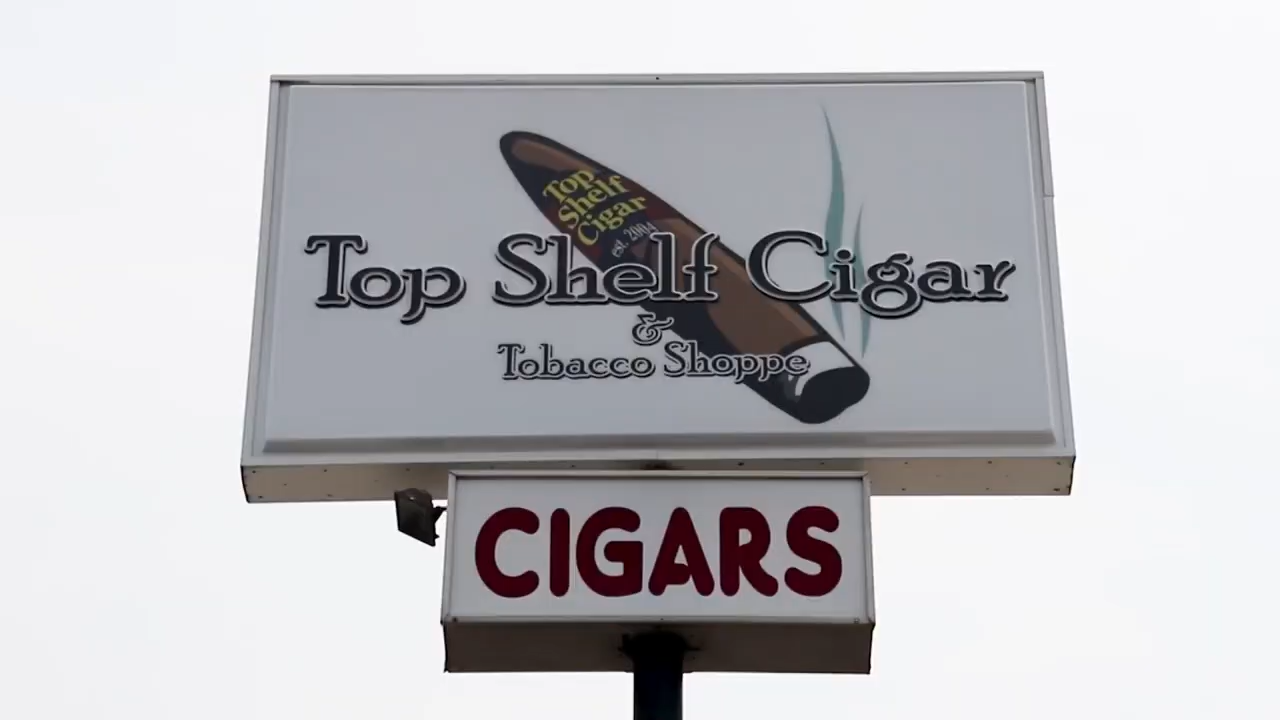 Top
Shelf
Cigar
est. 2004
Top Shelf Cigar
&
Tobacco Shoppe
CIGARS